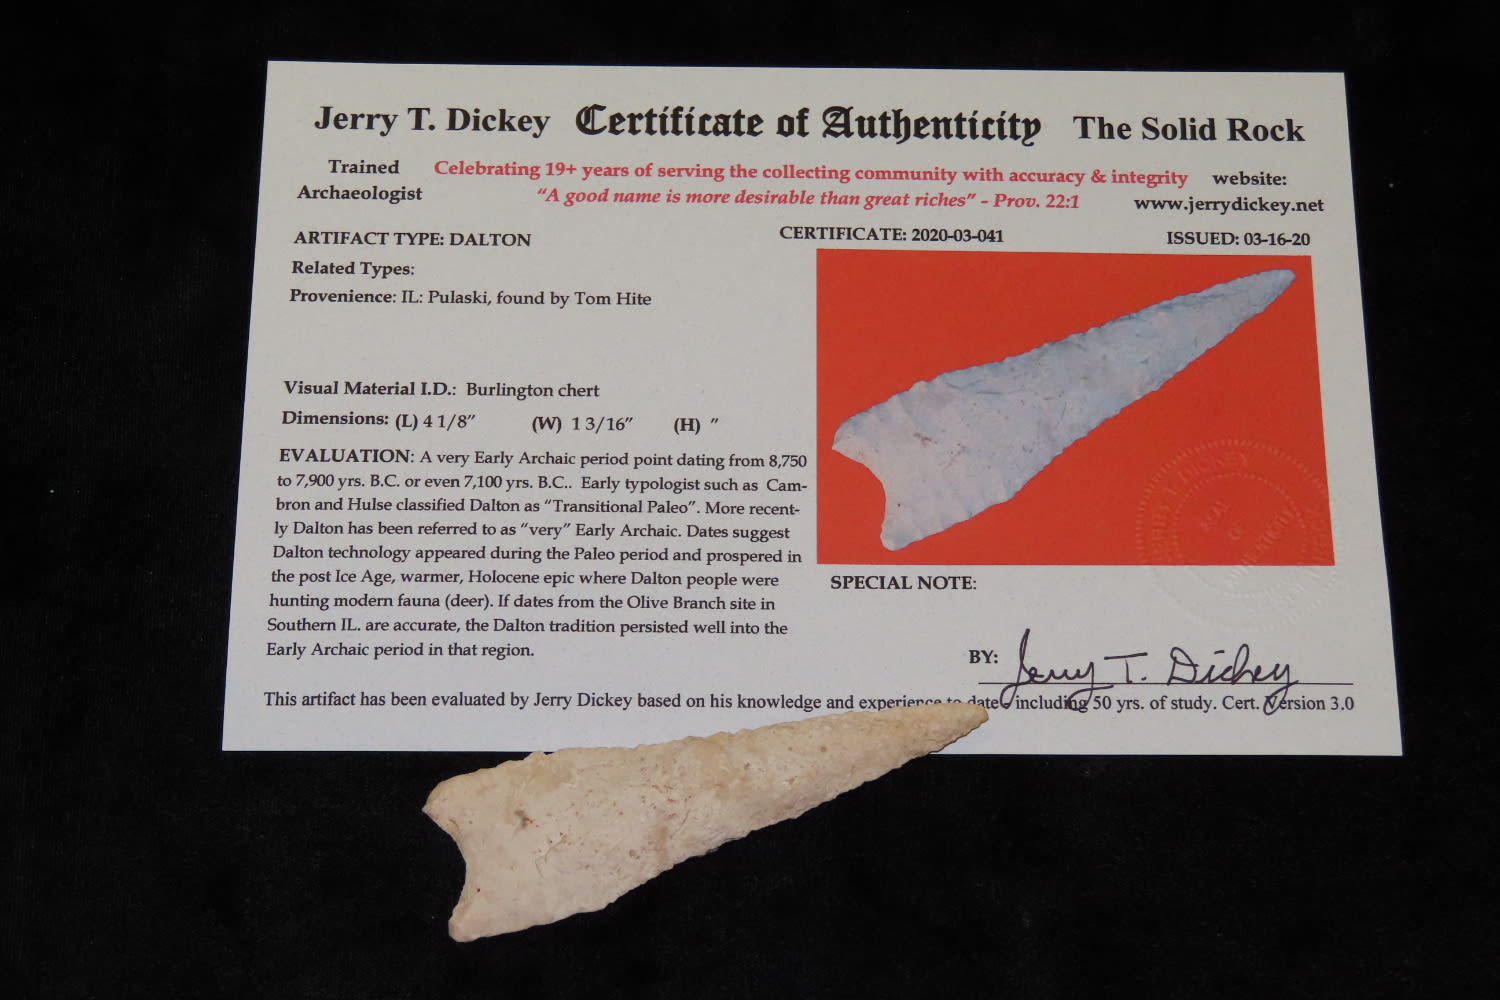 Jerry T. Dickey Certificate of Authenticity The Solid Rock
Trained Archaeologist
Celebrating 19+ years of serving the collecting community with accuracy & integrity
"A good name is more desirable than great riches" - Prov. 22:1
website:
www.jerrydickey.net
ARTIFACT TYPE: DALTON
CERTIFICATE: 2020-03-041
ISSUED: 03-16-20
Related Types:
Provenience: IL: Pulaski, found by Tom Hite
Visual Material I.D.: Burlington chert
Dimensions: (L) 4 1/8" (W) 1 3/16" (H) "
EVALUATION: A very Early Archaic period point dating from 8,750
to 7,900 yrs. B.C. or even 7,100 yrs. B.C.. Early typologist such as Cam-
bron and Hulse classified Dalton as "Transitional Paleo". More recent-
ly Dalton has been referred to as "very" Early Archaic. Dates suggest
Dalton technology appeared during the Paleo period and prospered in
the post Ice Age, warmer, Holocene epic where Dalton people were
hunting modern fauna (deer). If dates from the Olive Branch site in
Southern IL. are accurate, the Dalton tradition persisted well into the
Early Archaic period in that region.
SPECIAL NOTE:
BY: Jerry T. Dickey
This artifact has been evaluated by Jerry Dickey based on his knowledge and experience to date including 50 yrs. of study. Cert. Version 3.0